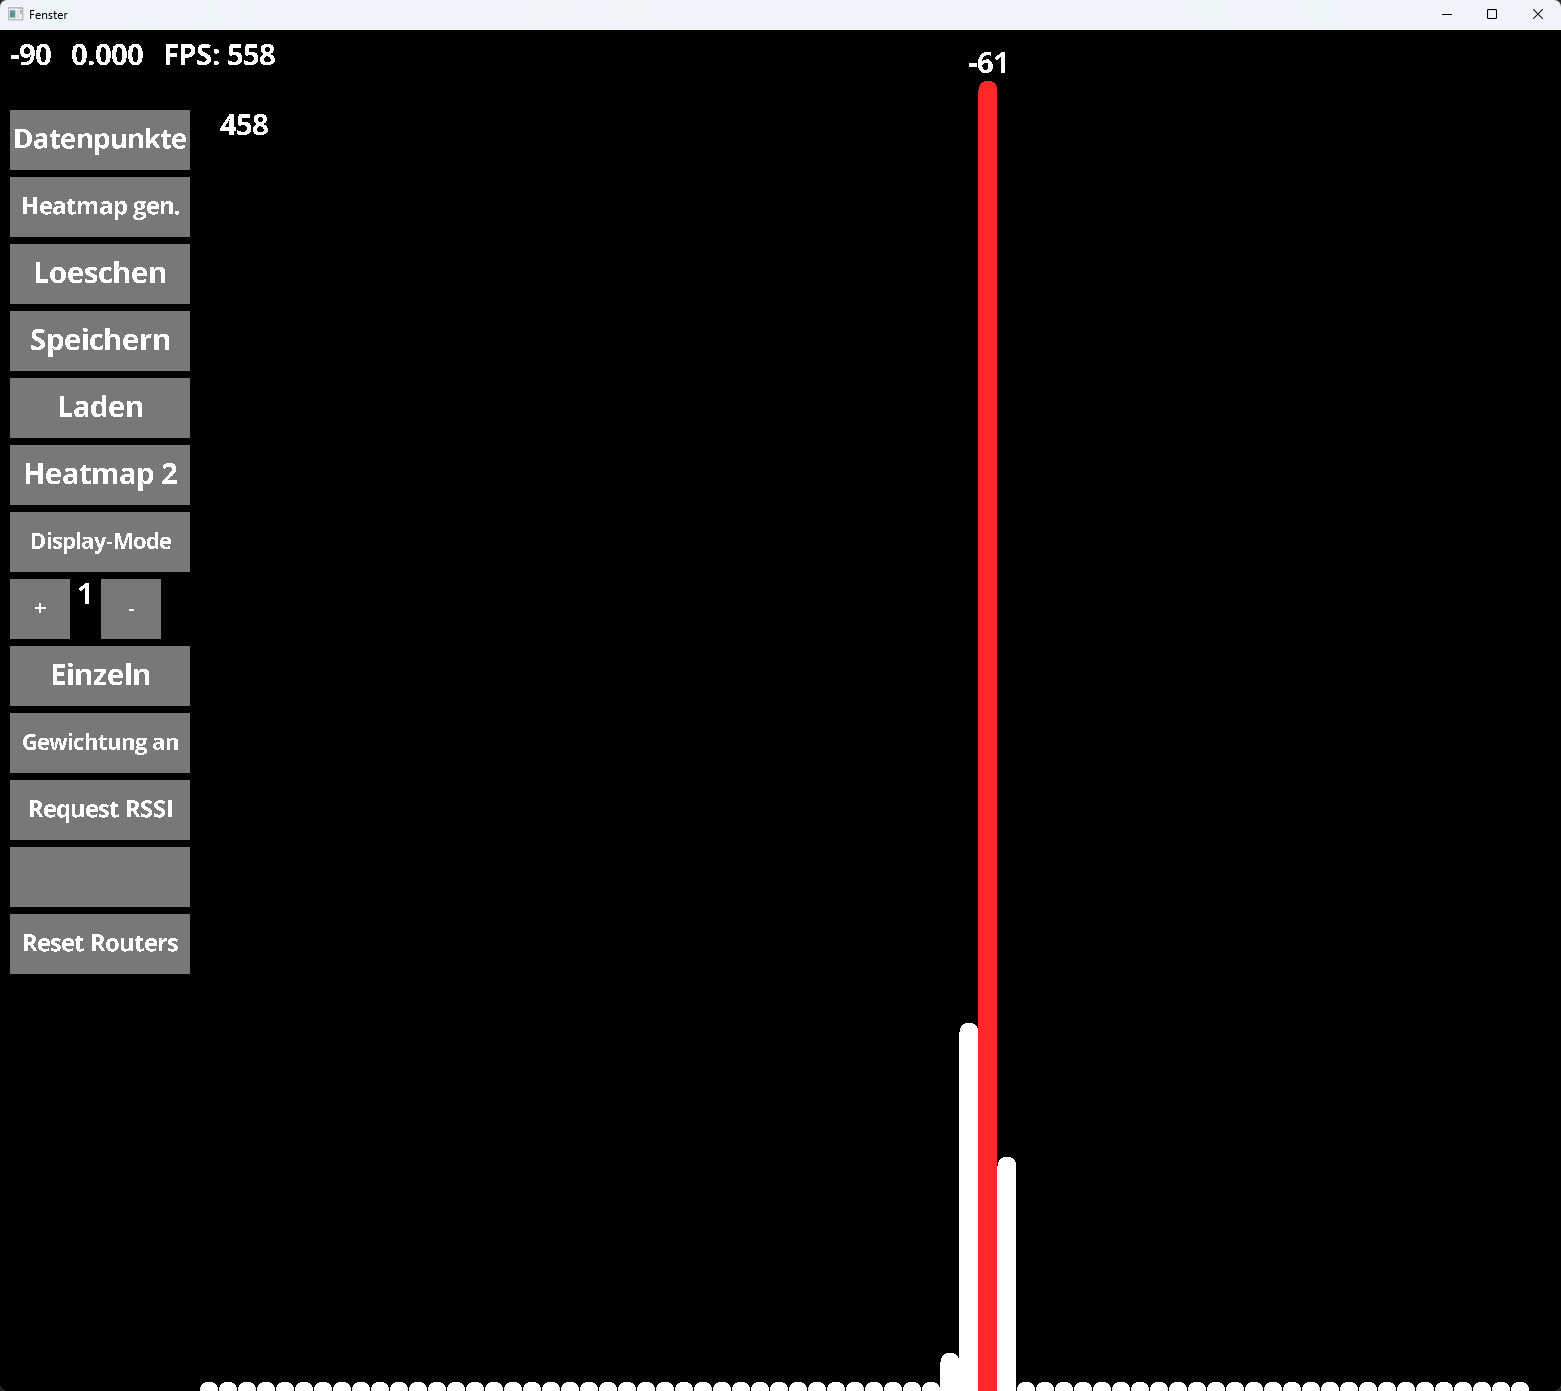 Fenster
-90 0.000 FPS: 558
-61
458
Datenpunkte
Heatmap gen.
Loeschen
Speichern
Laden
Heatmap 2
Display-Mode
+ 1 -
Einzeln
Gewichtung an
Request RSSI
Reset Routers